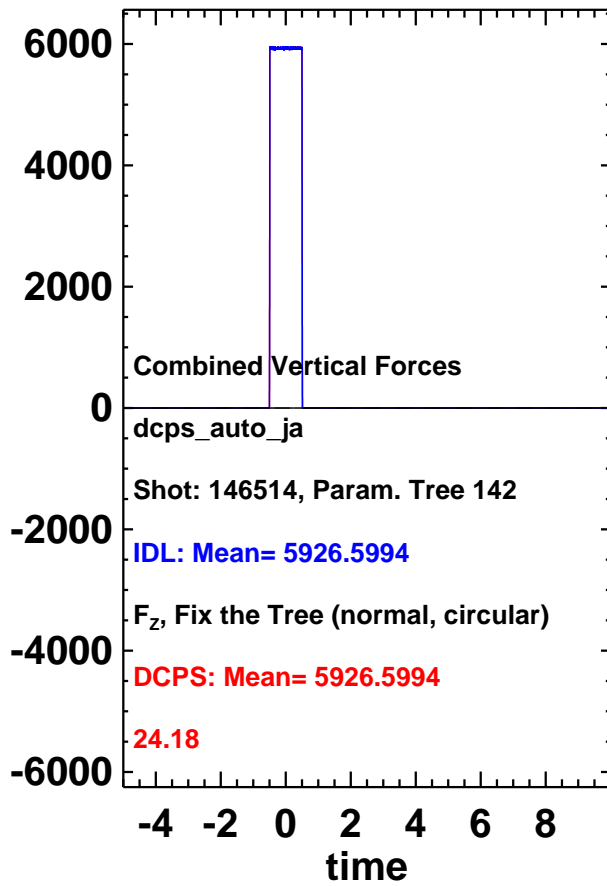 6000
4000
2000
Combined Vertical Forces
0
dcps_auto_ja
Shot: 146514, Param. Tree 142
-2000
IDL: Mean= 5926.5994
F_Z, Fix the Tree (normal, circular)
-4000
DCPS: Mean= 5926.5994
24.18
-6000
-4 -2 0 2 4 6 8
time